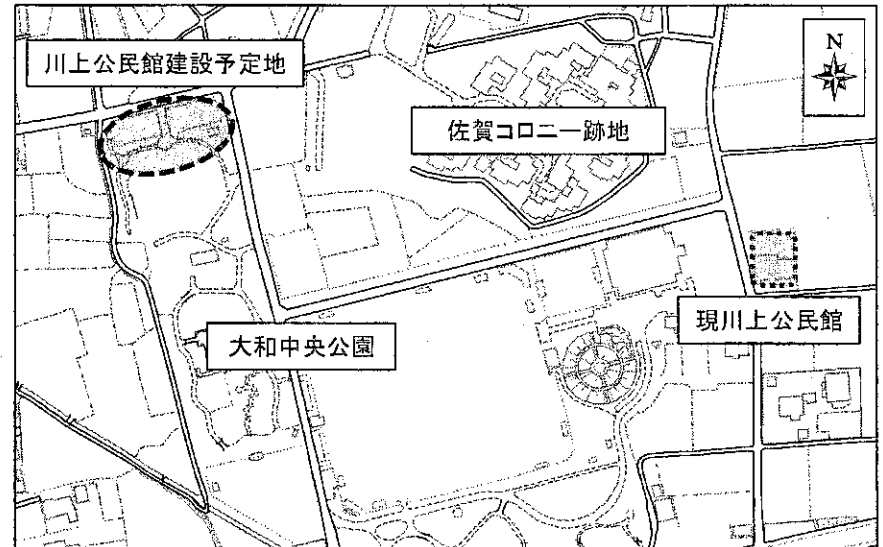 川上公民館建設予定地
N
佐賀コロニー跡地
現川上公民館
大和中央公園